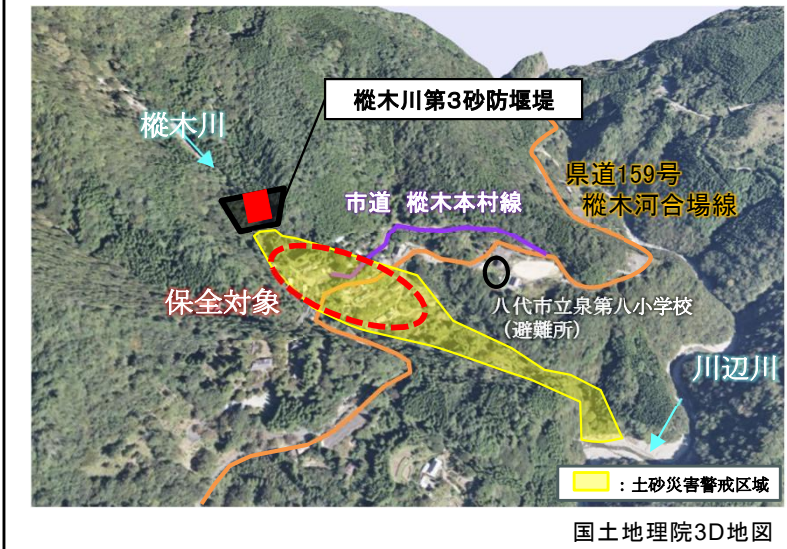 樅木川第３砂防堰堤
樅木川
県道159号
樅木河合場線
市道 樅木本村線
保全対象
八代市立泉第八小学校
（避難所）
川辺川
：土砂災害警戒区域
国土地理院3D地図